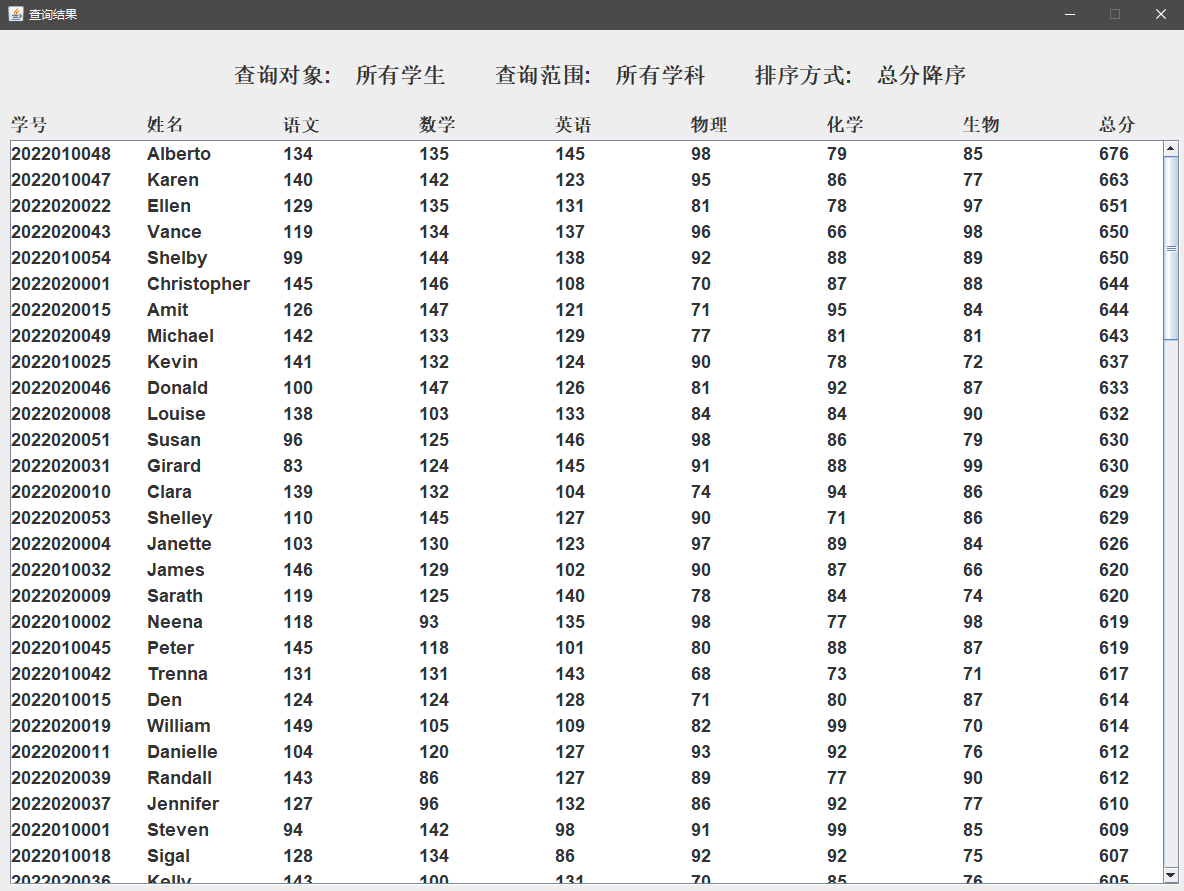 查询结果
查询对象: 所有学生 查询范围: 所有学科 排序方式: 总分降序
学号 姓名 语文 数学 英语 物理 化学 生物 总分
2022010048 Alberto 134 135 145 98 79 85 676
2022010047 Karen 140 142 123 95 86 77 663
2022020022 Ellen 129 135 131 81 78 97 651
2022020043 Vance 119 134 137 96 66 98 650
2022010054 Shelby 99 144 138 92 88 89 650
2022020001 Christopher 145 146 108 70 87 88 644
2022020015 Amit 126 147 121 71 95 84 644
2022020049 Michael 142 133 129 77 81 81 643
2022010025 Kevin 141 132 124 90 78 72 637
2022020046 Donald 100 147 126 81 92 87 633
2022020008 Louise 138 103 133 84 84 90 632
2022020051 Susan 96 125 146 98 86 79 630
2022020031 Girard 83 124 145 91 88 99 630
2022020010 Clara 139 132 104 74 94 86 629
2022020053 Shelley 110 145 127 90 71 86 629
2022020004 Janette 103 130 123 97 89 84 626
2022010032 James 146 129 102 90 87 66 620
2022020009 Sarath 119 125 140 78 84 74 620
2022010002 Neena 118 93 135 98 77 98 619
2022010045 Peter 145 118 101 80 88 87 619
2022010042 Trenna 131 131 143 68 73 71 617
2022010015 Den 124 124 128 71 80 87 614
2022020019 William 149 105 109 82 99 70 614
2022020011 Danielle 104 120 127 93 92 76 612
2022020039 Randall 143 86 127 89 77 90 612
2022020037 Jennifer 127 96 132 86 92 77 610
2022010001 Steven 94 142 98 91 99 85 609
2022010018 Sigal 128 134 86 92 92 75 607
2022020036 Kelly 143 100 131 70 85 76 605